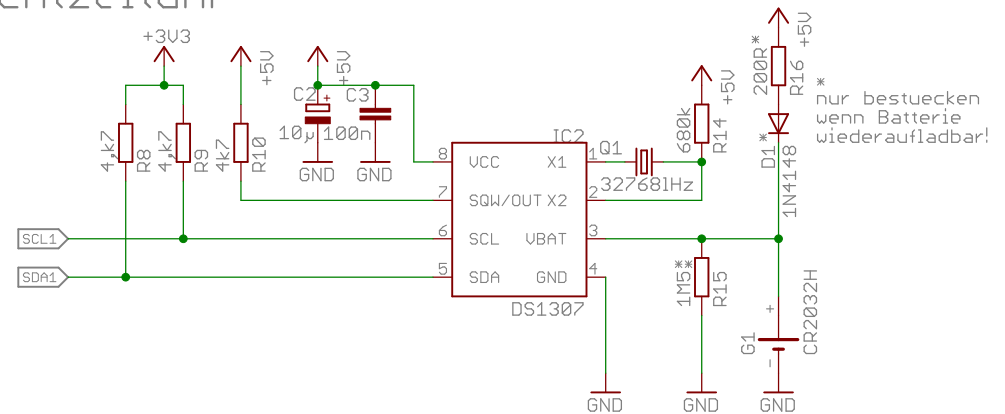 +3V3
+5V
+5V
+5V
+5V
4,k7
R8
4,k7
R9
4k7
R10
C2
+
10µ
C3
100n
GND
GND
IC2
8 VCC
7 SQW/OUT
6 SCL
5 SDA
X1 1
X2 2
VBAT 3
GND 4
DS1307
SCL1
SDA1
Q1
32768lHz
680k
R14
200R*
R16
D1*
1N4148
*
nur bestuecken
wenn Batterie
wiederaufladbar!
1M5*
R15
G1
+
-
CR2032H
GND
GND
GND